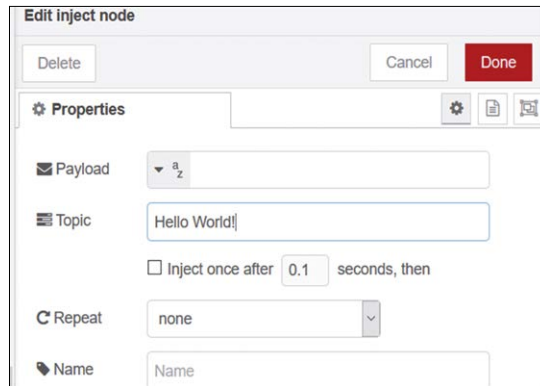 Edit inject node
Delete Cancel Done
Properties
Payload a z
Topic Hello World!
Inject once after 0.1 seconds, then
Repeat none
Name Name